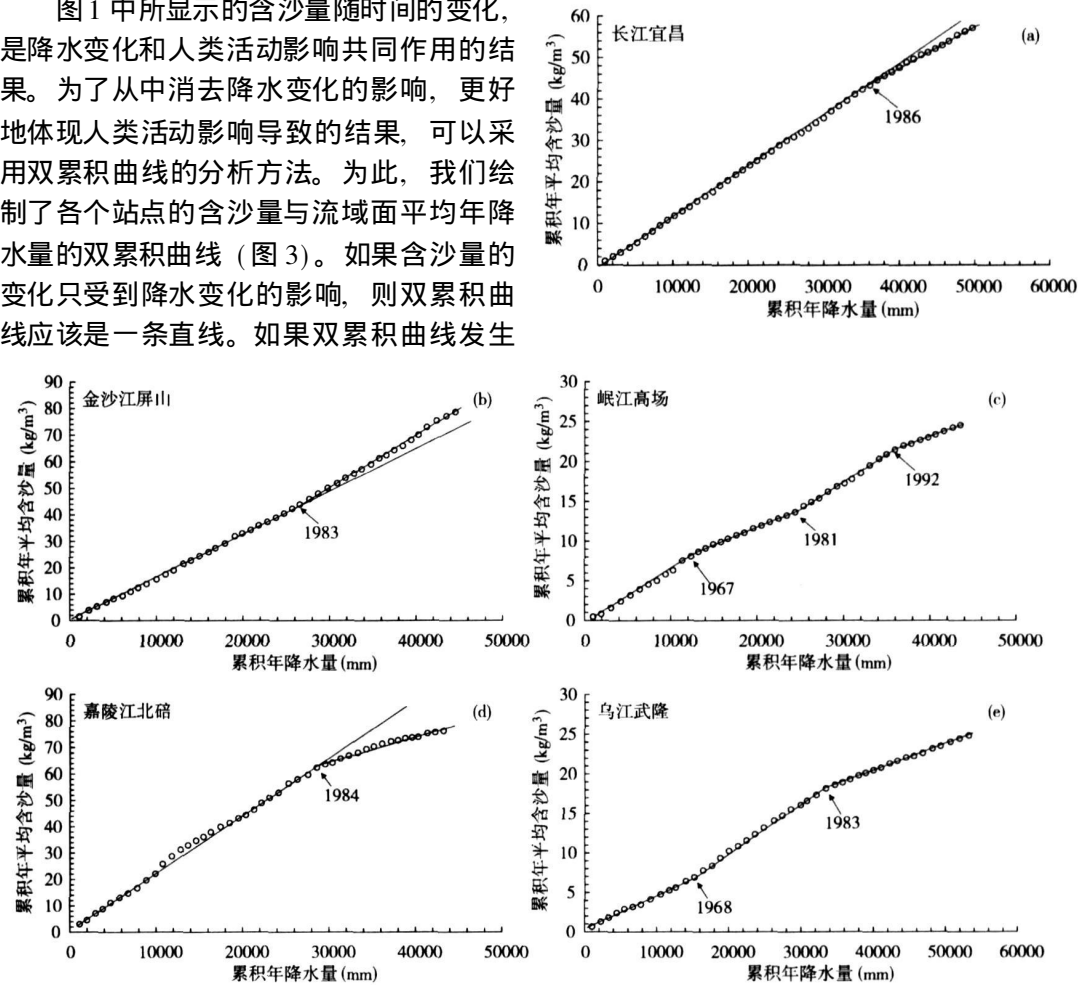 图1中所显示的含沙量随时间的变化,
是降水变化和人类活动影响共同作用的结
果。为了从中消去降水变化的影响, 更好
地体现人类活动影响导致的结果, 可以采
用双累积曲线的分析方法。为此, 我们绘
制了各个站点的含沙量与流域面平均年降
水量的双累积曲线 (图 3)。如果含沙量的
变化只受到降水变化的影响, 则双累积曲
线应该是一条直线。如果双累积曲线发生
长江宜昌
(a)
累积年平均含沙量 (kg/m³)
60
50
40
30
20
10
0
1986
0 10000 20000 30000 40000 50000 60000
累积年降水量 (mm)
金沙江屏山
(b)
累积年平均含沙量 (kg/m³)
90
80
70
60
50
40
30
20
10
0
1983
0 10000 20000 30000 40000 50000
累积年降水量 (mm)
岷江高场
(c)
累积年平均含沙量 (kg/m³)
30
25
20
15
10
5
0
1967
1981
1992
0 10000 20000 30000 40000 50000
累积年降水量 (mm)
嘉陵江北碚
(d)
累积年平均含沙量 (kg/m³)
90
80
70
60
50
40
30
20
10
0
1984
0 10000 20000 30000 40000 50000
累积年降水量 (mm)
乌江武隆
(e)
累积年平均含沙量 (kg/m³)
30
25
20
15
10
5
0
1968
1983
0 10000 20000 30000 40000 50000 60000
累积年降水量 (mm)